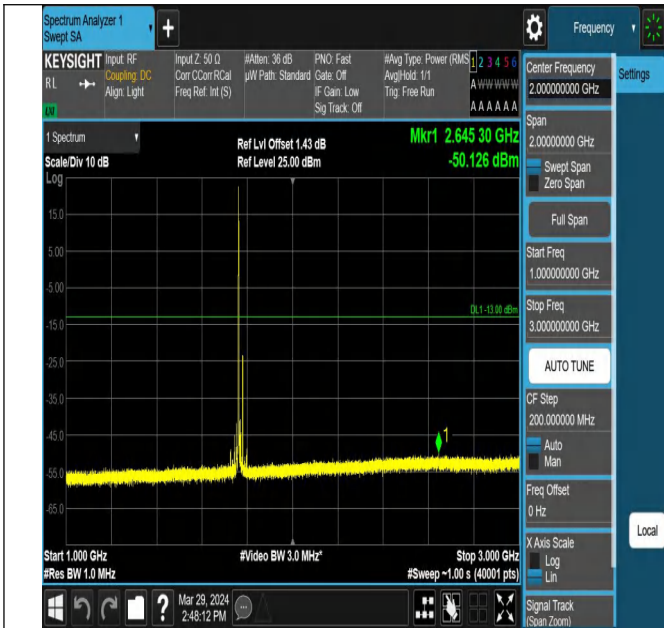 Spectrum Analyzer 1
Swept SA
Frequency
KEYSIGHT
RL
LXI
Input: RF
Coupling: DC
Align: Light
Input Z: 50 Ω
Corr CCorr RCal
Freq Ref: Int (S)
#Atten: 36 dB
µW Path: Standard
PNO: Fast
Gate: Off
IF Gain: Low
Sig Track: Off
#Avg Type: Power (RMS
Avg|Hold: 1/1
Trig: Free Run
1 2 3 4 5 6
A W W W W W
A A A A A A
1 Spectrum
Scale/Div 10 dB
Ref Lvl Offset 1.43 dB
Ref Level 25.00 dBm
Mkr1 2.645 30 GHz
-50.126 dBm
Log
15.0
5.00
-5.00
-15.0
-25.0
-35.0
-45.0
-55.0
-65.0
DL1 -13.00 dBm
1
Start 1.000 GHz
#Res BW 1.0 MHz
#Video BW 3.0 MHz*
Stop 3.000 GHz
#Sweep ~1.00 s (40001 pts)
Mar 29, 2024
2:48:12 PM
Center Frequency
2.00000000 GHz
Settings
Span
2.00000000 GHz
Swept Span
Zero Span
Full Span
Start Freq
1.000000000 GHz
Stop Freq
3.000000000 GHz
AUTO TUNE
CF Step
200.000000 MHz
Auto
Man
Freq Offset
0 Hz
Local
X Axis Scale
Log
Lin
Signal Track
(Span Zoom)